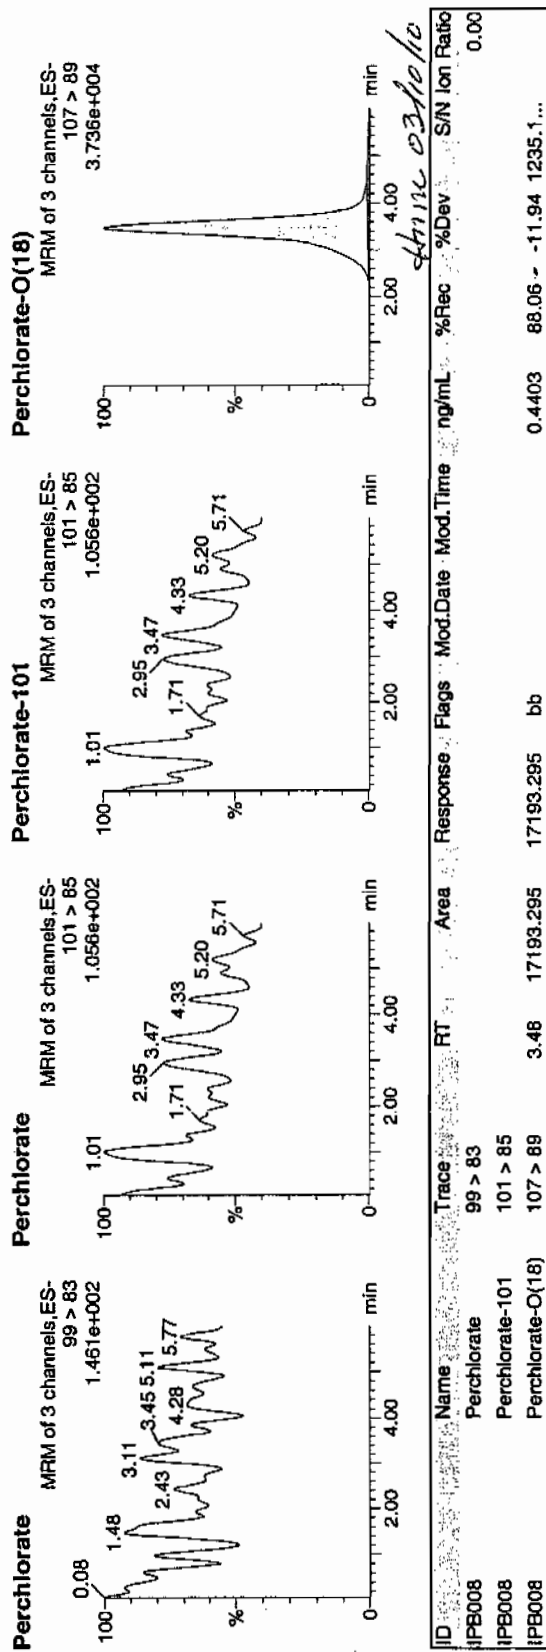 Perchlorate
MRM of 3 channels,ES-
99 > 83
1.461e+002
100
%
0
0.08
1.48
2.43
3.11
3.45
4.28
5.11
5.77
2.00
4.00
min
Perchlorate
MRM of 3 channels,ES-
101 > 85
1.056e+002
100
%
0
1.01
1.71
2.95
3.47
4.33
5.20
5.71
2.00
4.00
min
Perchlorate-101
MRM of 3 channels,ES-
101 > 85
1.056e+002
100
%
0
1.01
1.71
2.95
3.47
4.33
5.20
5.71
2.00
4.00
min
Perchlorate-O(18)
MRM of 3 channels,ES-
107 > 89
3.736e+004
100
%
0
2.00
4.00
min
03/10/10
ID Name Trace RT Area Response Flags Mod.Date Mod.Time ng/mL %Rec %Dev S/N Ion Ratio
IPB008 Perchlorate 99 > 83 0.00
IPB008 Perchlorate-101 101 > 85
IPB008 Perchlorate-O(18) 107 > 89 3.48 17193.295 17193.295 bb 0.4403 88.06 -11.94 1235.1...